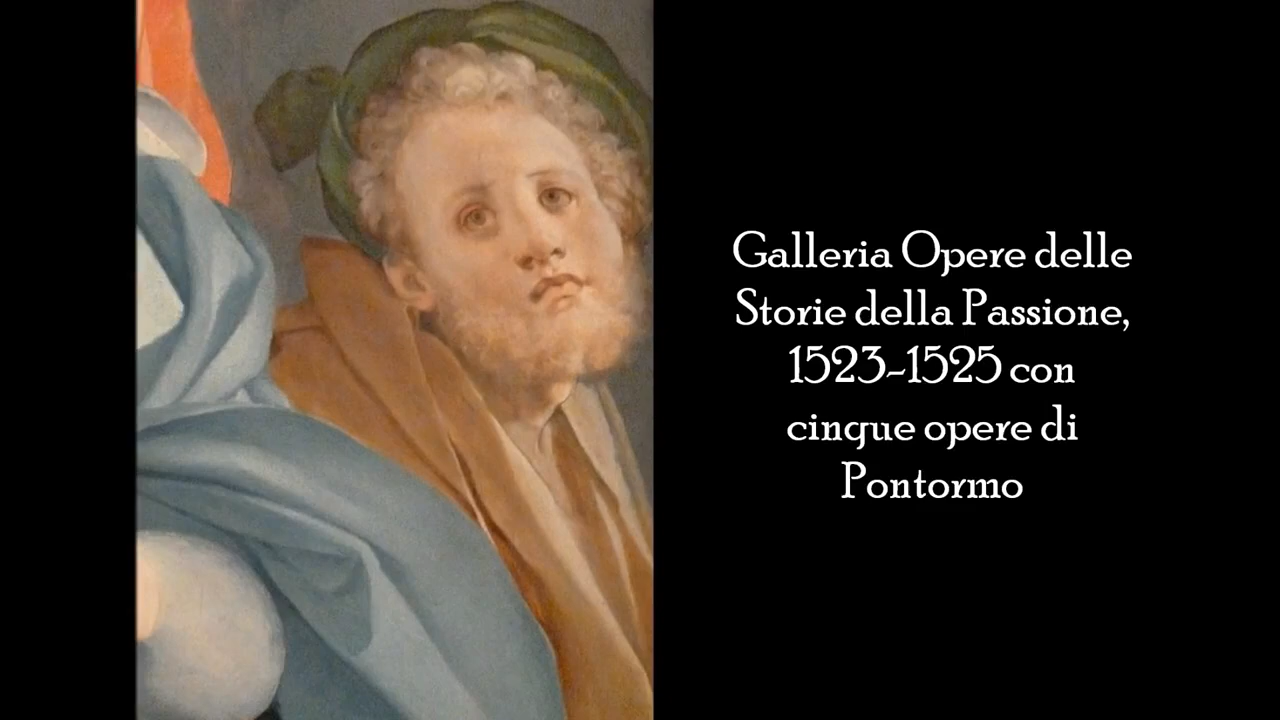 Galleria Opere delle
Storie della Passione,
1523-1525 con
cinque opere di
Pontormo